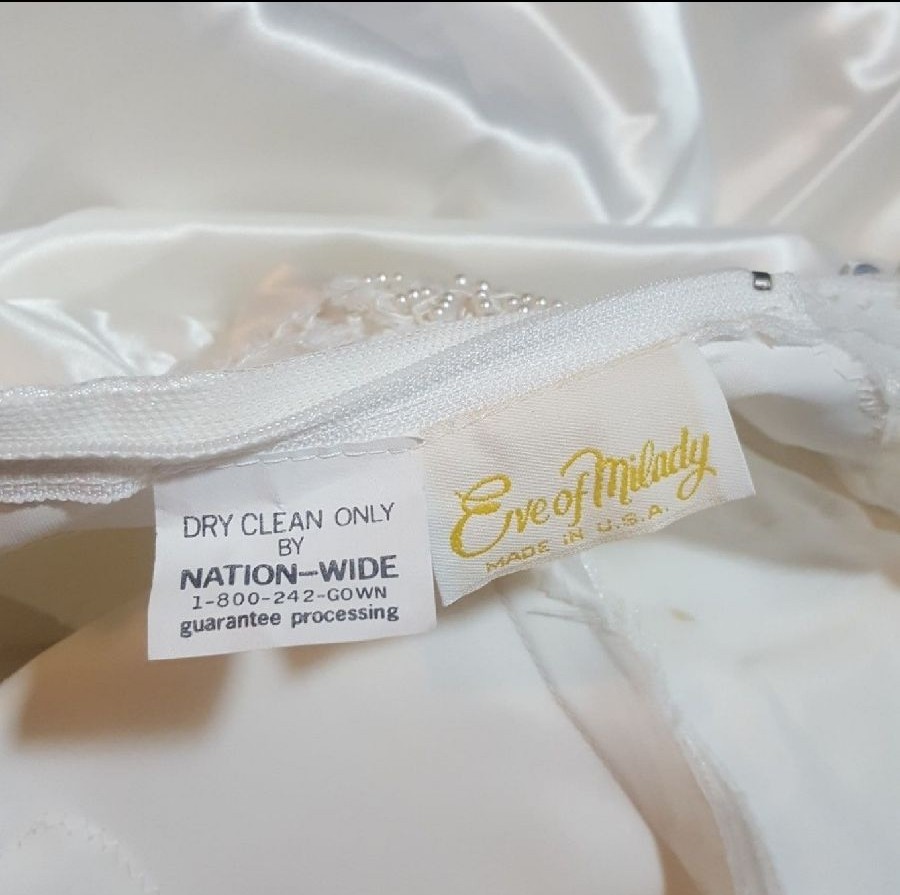 DRY CLEAN ONLY
BY
NATION-WIDE
1-800-242-GOWN
guarantee processing
Eve of Milady
MADE IN U.S.A.